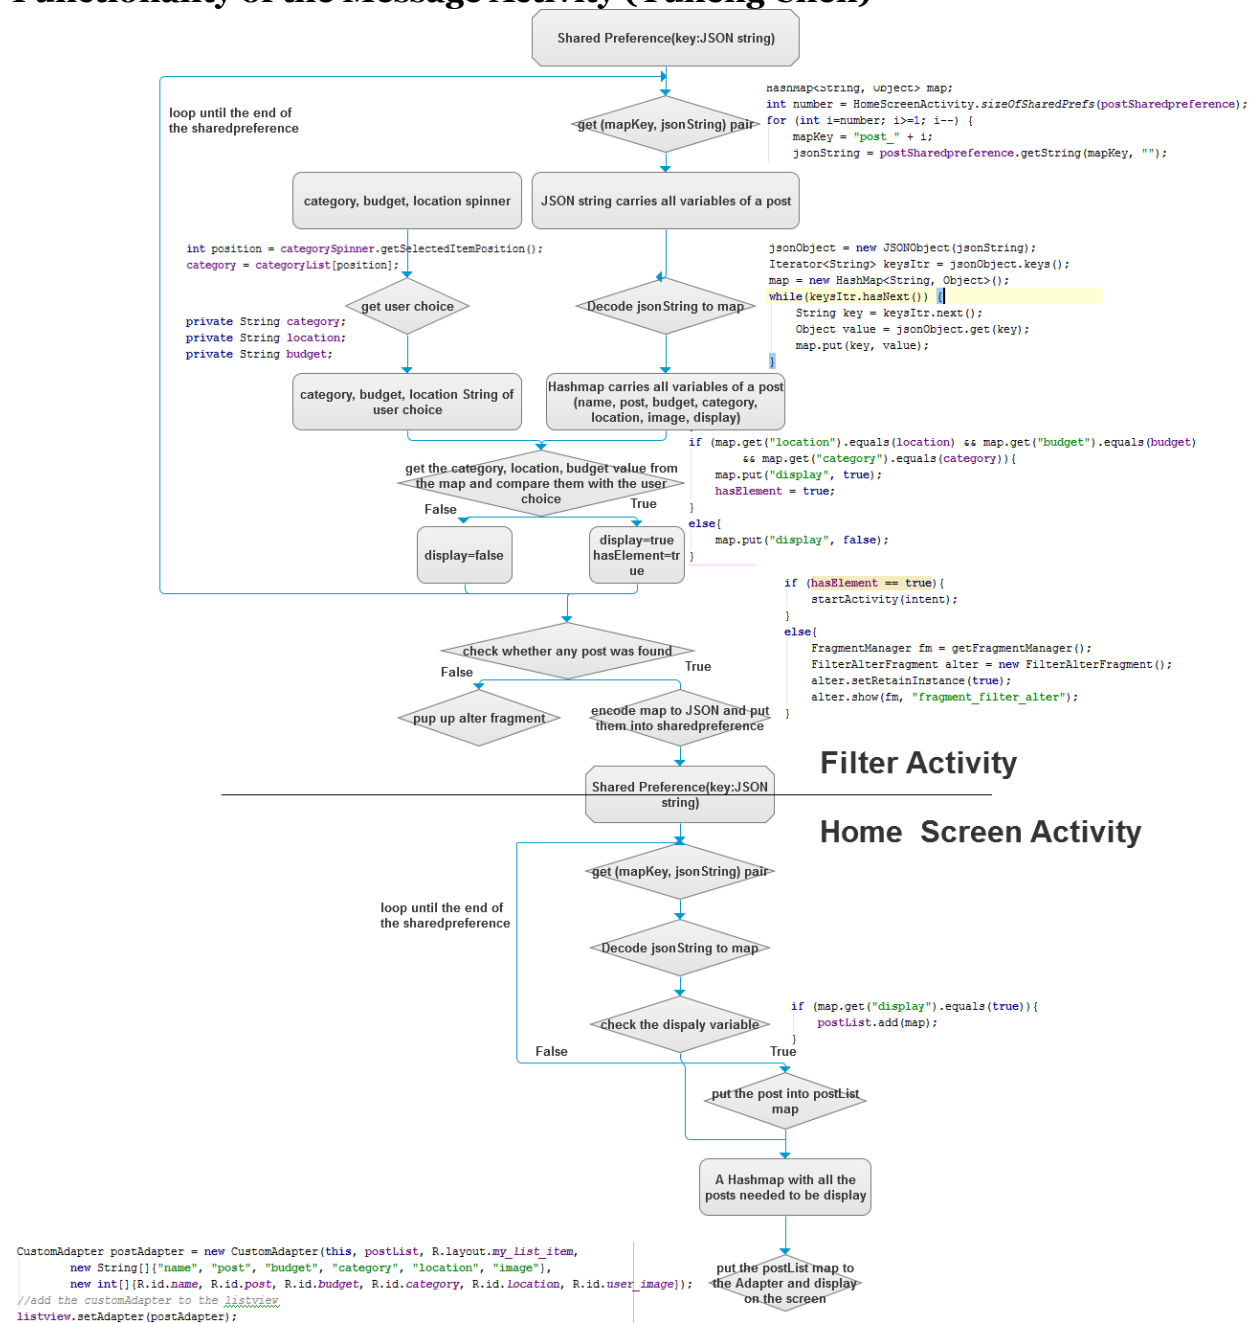 Functionality of the Message Activity (Yuneng Chen)
Shared Preference(key:JSON string)
loop until the end of
the sharedpreference
get (mapKey, jsonString) pair
HashMap<String, Object> map;
int number = HomeScreenActivity.sizeOfSharedPrefs(postSharedpreference);
for (int i=number; i>=1; i--) {
mapKey = "post_" + i;
jsonString = postSharedpreference.getString(mapKey, "");
category, budget, location spinner
JSON string carries all variables of a post
int position = categorySpinner.getSelectedItemPosition();
category = categoryList[position];
jsonObject = new JSONObject(jsonString);
Iterator<String> keysItr = jsonObject.keys();
map = new HashMap<String, Object>();
while(keysItr.hasNext()) {
String key = keysItr.next();
Object value = jsonObject.get(key);
map.put(key, value);
}
get user choice
Decode jsonString to map
private String category;
private String location;
private String budget;
category, budget, location String of
user choice
Hashmap carries all variables of a post
(name, post, budget, category,
location, image, display)
if (map.get("location").equals(location) && map.get("budget").equals(budget)
&& map.get("category").equals(category)){
map.put("display", true);
hasElement = true;
}
else{
map.put("display", false);
}
get the category, location, budget value from
the map and compare them with the user
choice
False
True
display=false
display=true
hasElement=tr
ue
if (hasElement == true){
startActivity(intent);
}
else{
FragmentManager fm = getFragmentManager();
FilterAlterFragment alter = new FilterAlterFragment();
alter.setRetainInstance(true);
alter.show(fm, "fragment_filter_alter");
}
check whether any post was found
False
True
pup up alter fragment
encode map to JSON and put
them into sharedpreference
Filter Activity
Shared Preference(key:JSON
string)
Home  Screen Activity
get (mapKey, jsonString) pair
loop until the end of
the sharedpreference
Decode jsonString to map
check the dispaly variable
if (map.get("display").equals(true)){
postList.add(map);
}
False
True
put the post into postList
map
A Hashmap with all the
posts needed to be display
put the postList map to
the Adapter and display
on the screen
CustomAdapter postAdapter = new CustomAdapter(this, postList, R.layout.my_list_item,
new String[]{"name", "post", "budget", "category", "location", "image"},
new int[]{R.id.name, R.id.post, R.id.budget, R.id.category, R.id.Location, R.id.user_image});
//add the customAdapter to the listview
listview.setAdapter(postAdapter);